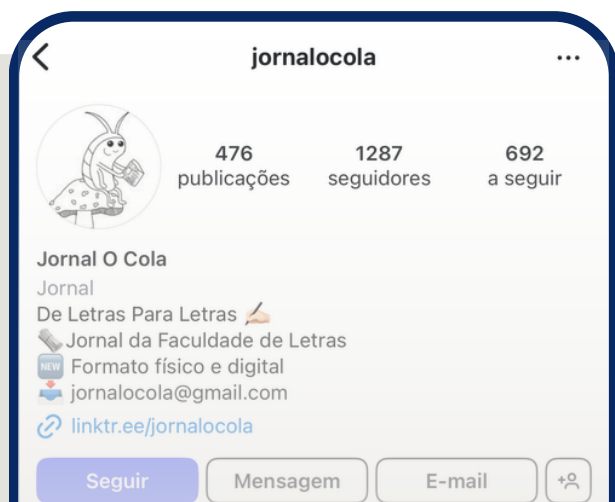 jornalocola
476 1287 692
publicações seguidores a seguir
Jornal O Cola
Jornal
De Letras Para Letras ✍🏻
🗞️Jornal da Faculdade de Letras
🆕 Formato físico e digital
📥 jornalocola@gmail.com
linktr.ee/jornalocola
Seguir Mensagem E-mail